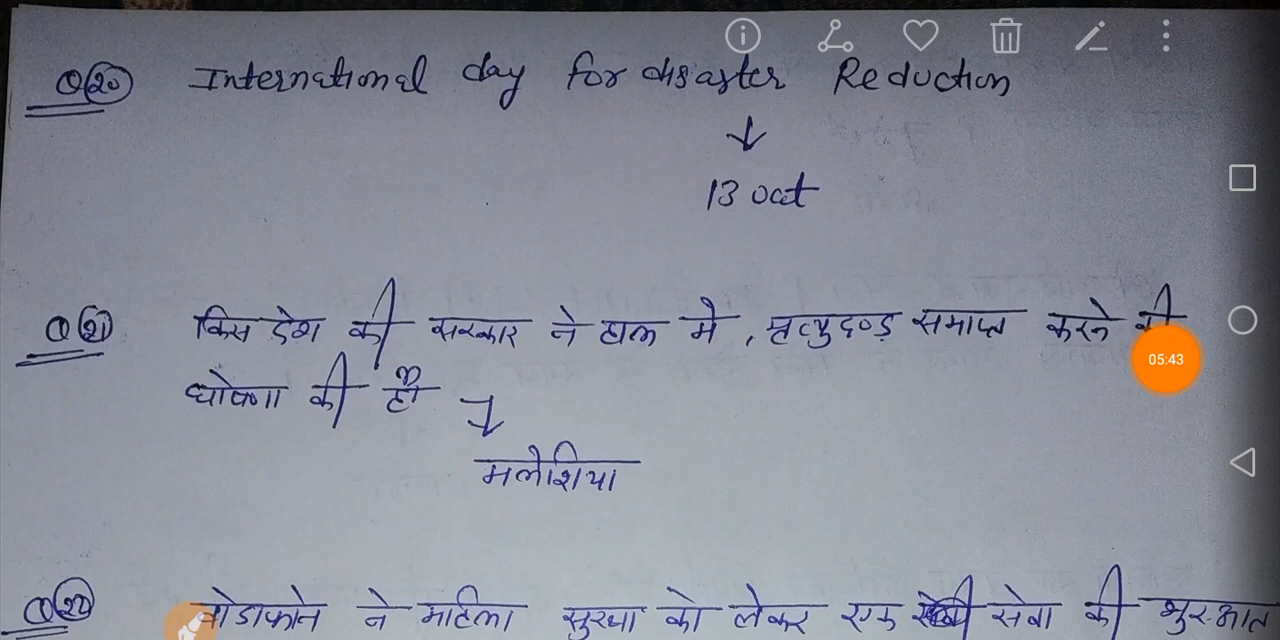 Q⑳ International day for disaster Reduction
↓
13 oct
05:43
Q㉑ किस देश की सरकार ने हाल में, मृत्युदण्ड़ समाप्त करने की
घोषणा की है
मलेशिया
Q㉒ वोडाफोन ने महिला सुरक्षा को लेकर एक सेवा की शुरुआत